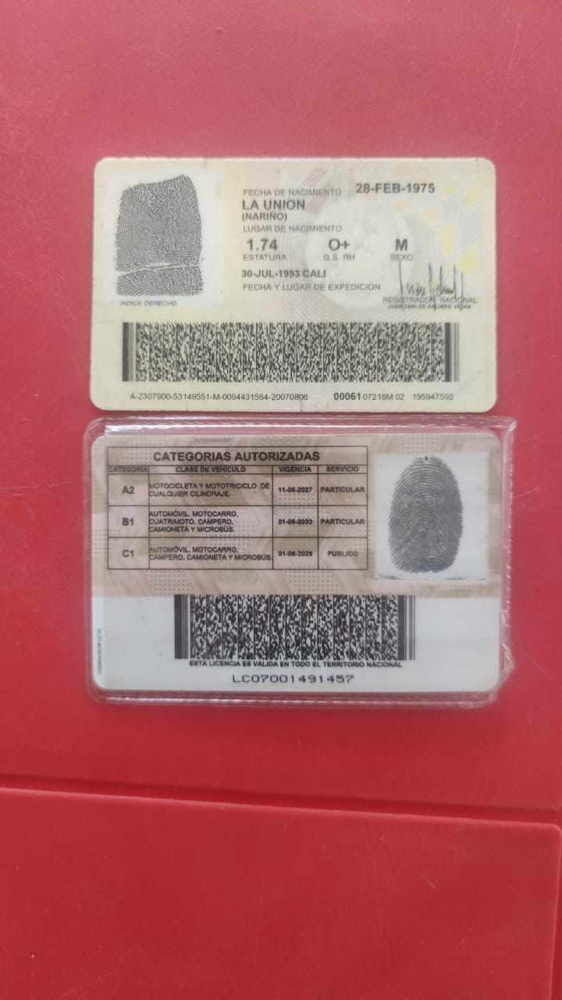 FECHA DE NACIMIENTO 28-FEB-1975
LA UNION
(NARIÑO)
LUGAR DE NACIMIENTO
1.74 O+ M
ESTATURA G.S. RH SEXO
30-JUL-1993 CALI
FECHA Y LUGAR DE EXPEDICION
INDICE DERECHO
REGISTRADOR NACIONAL
JUAN CARLOS GALINDO VACHA
A-2307900-53149551-M-0094431564-20070806 00061 07218M 02 195947592
CATEGORIAS AUTORIZADAS
CATEGORIA CLASE DE VEHÍCULO VIGENCIA SERVICIO
A2 MOTOCICLETA Y MOTOTRICICLO DE CUALQUIER CILINDRAJE. 11-05-2027 PARTICULAR
B1 AUTOMÓVIL, MOTOCARRO, CUATRIMOTO, CAMPERO, CAMIONETA Y MICROBÚS. 01-06-2033 PARTICULAR
C1 AUTOMÓVIL, MOTOCARRO, CAMPERO, CAMIONETA Y MICROBÚS. 01-06-2026 PUBLICO
ESTA LICENCIA ES VALIDA EN TODO EL TERRITORIO NACIONAL
LC07001491457